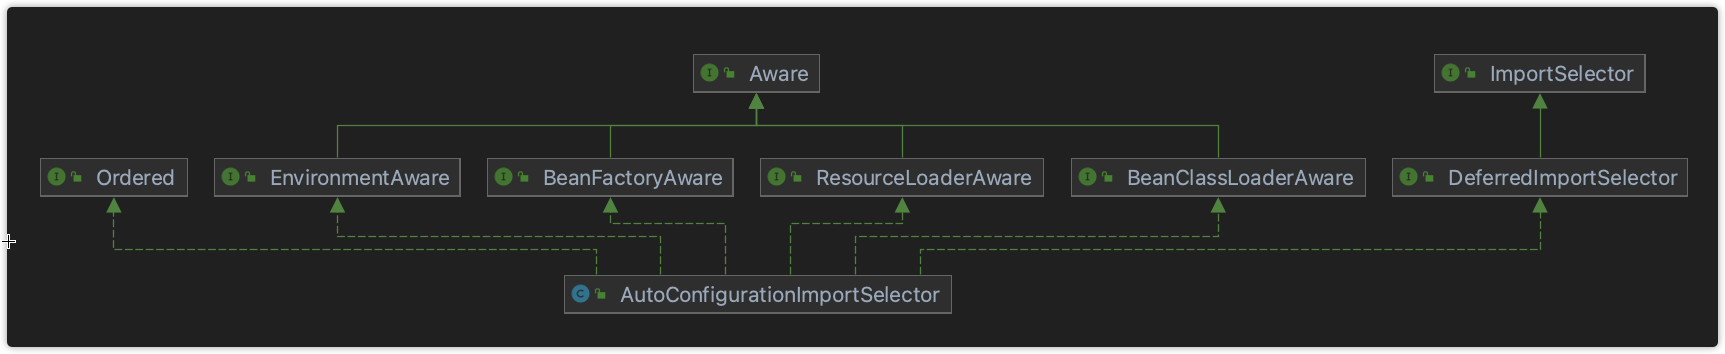 Aware
ImportSelector
Ordered
EnvironmentAware
BeanFactoryAware
ResourceLoaderAware
BeanClassLoaderAware
DeferredImportSelector
AutoConfigurationImportSelector